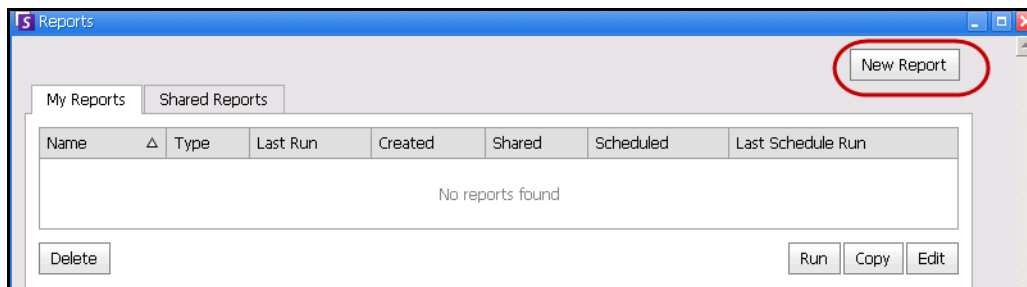 S Reports
New Report
My Reports Shared Reports
Name Type Last Run Created Shared Scheduled Last Schedule Run
No reports found
Delete Run Copy Edit